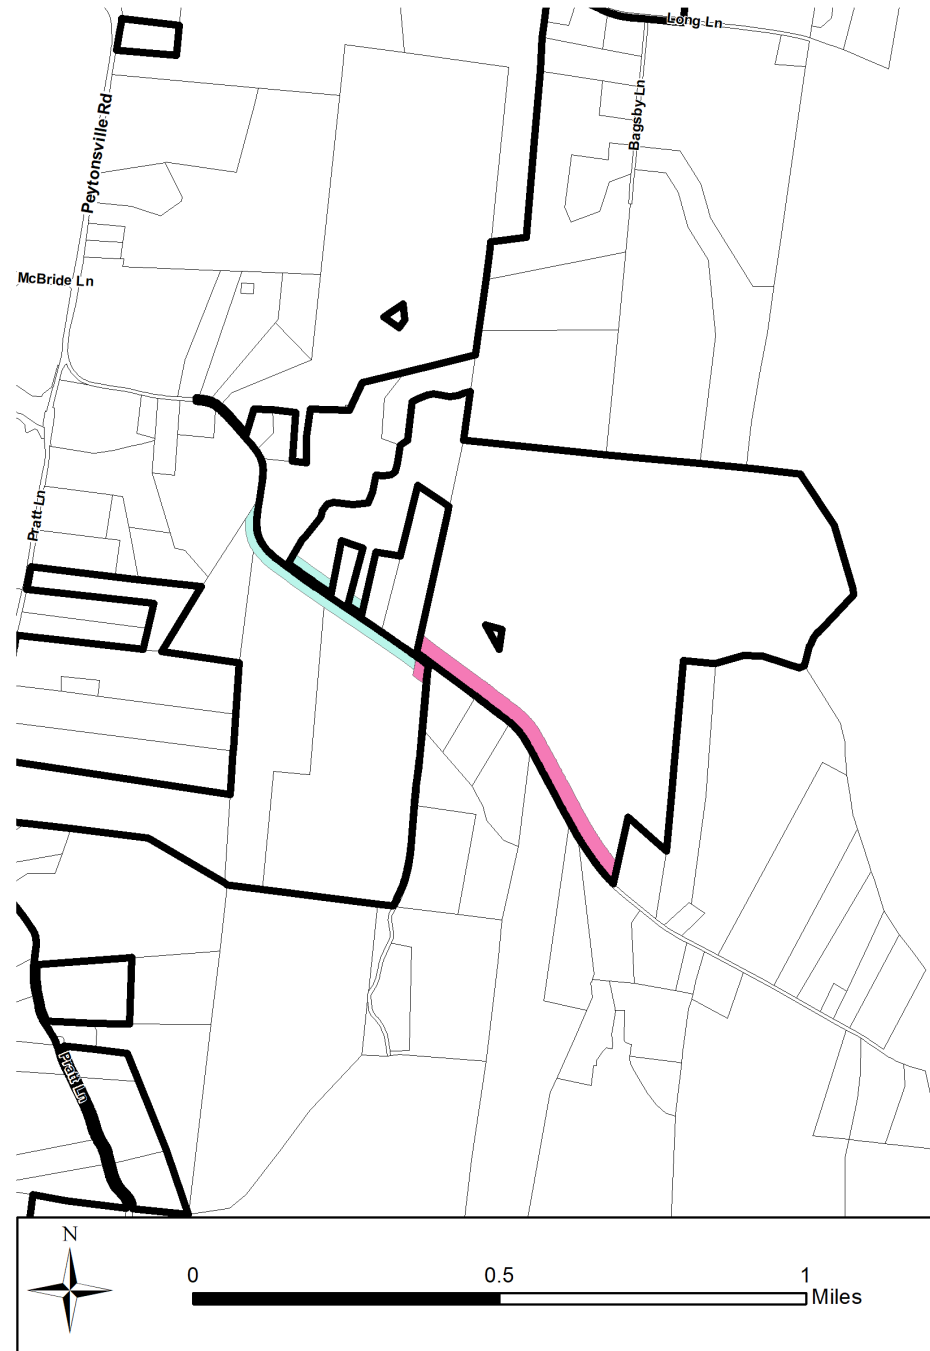 Long Ln
Bagsby Ln
Peytonsville Rd
McBride Ln
Pratt Ln
Pratt Ln
N
0 0.5 1
Miles